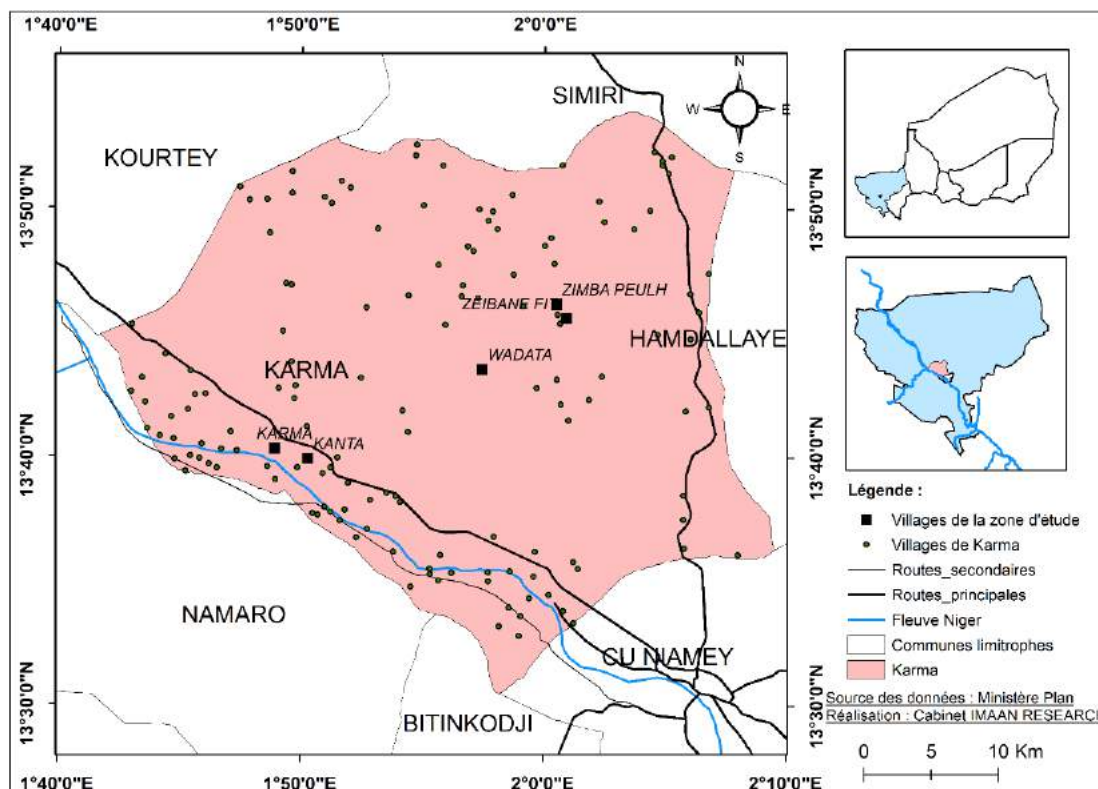 1°40'0"E
1°50'0"E
2°0'0"E
2°10'0"E
SIMIRI
N
W
E
S
KOURTEY
13°50'0"N
13°50'0"N
ZIMBA PEULH
ZEIBANE FI
HAMDALLAYE
WADATA
KARMA
KARMA
KANTA
13°40'0"N
13°40'0"N
NAMARO
CU NIAMEY
BITINKODJI
13°30'0"N
13°30'0"N
1°40'0"E
1°50'0"E
2°0'0"E
2°10'0"E
Légende :
Villages de la zone d'étude
Villages de Karma
Routes_secondaires
Routes_principales
Fleuve Niger
Communes limitrophes
Karma
Source des données : Ministère Plan
Réalisation : Cabinet IMAAN RESEARCH
0 5 10 Km